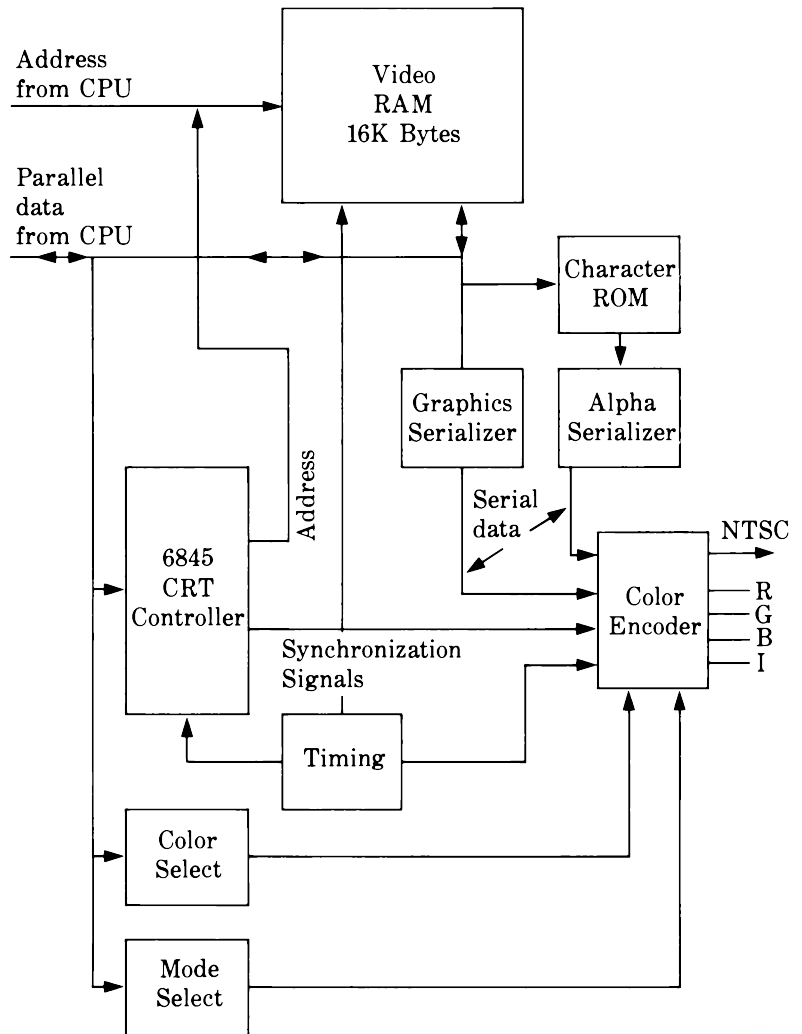 Address
from CPU
Video
RAM
16K Bytes
Parallel
data
from CPU
Character
ROM
Graphics
Serializer
Alpha
Serializer
Address
Serial
data
6845
CRT
Controller
NTSC
R
G
B
I
Color
Encoder
Synchronization
Signals
Timing
Color
Select
Mode
Select